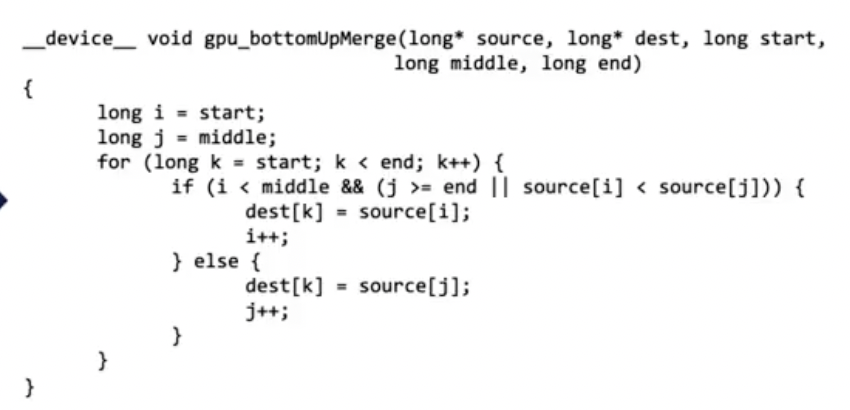 __device__ void gpu_bottomUpMerge(long* source, long* dest, long start,
                                  long middle, long end)
{
        long i = start;
        long j = middle;
        for (long k = start; k < end; k++) {
                if (i < middle && (j >= end || source[i] < source[j])) {
                        dest[k] = source[i];
                        i++;
                } else {
                        dest[k] = source[j];
                        j++;
                }
        }
}